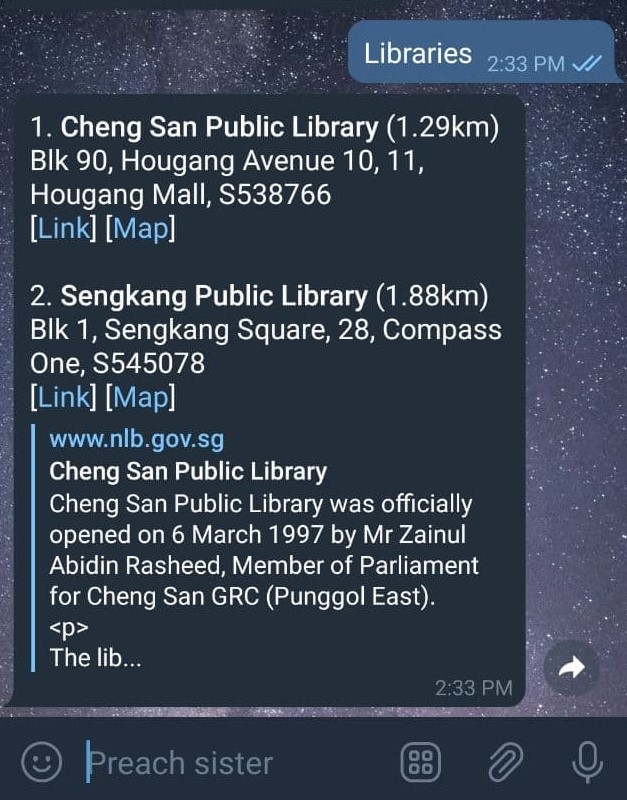 Libraries 2:33 PM
1. Cheng San Public Library (1.29km)
Blk 90, Hougang Avenue 10, 11,
Hougang Mall, S538766
[Link] [Map]
2. Sengkang Public Library (1.88km)
Blk 1, Sengkang Square, 28, Compass
One, S545078
[Link] [Map]
www.nlb.gov.sg
Cheng San Public Library
Cheng San Public Library was officially
opened on 6 March 1997 by Mr Zainul
Abidin Rasheed, Member of Parliament
for Cheng San GRC (Punggol East).
<p>
The lib...
2:33 PM
Preach sister